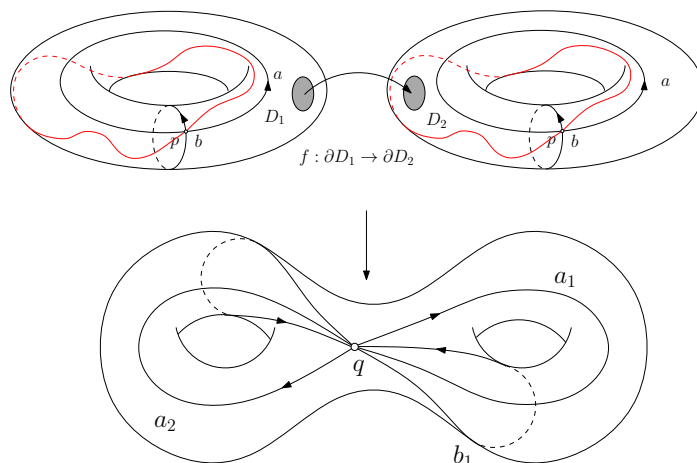 a
a
D₁
D₂
p b
p b
f : ∂D₁ → ∂D₂
a₁
q
a₂
b₁